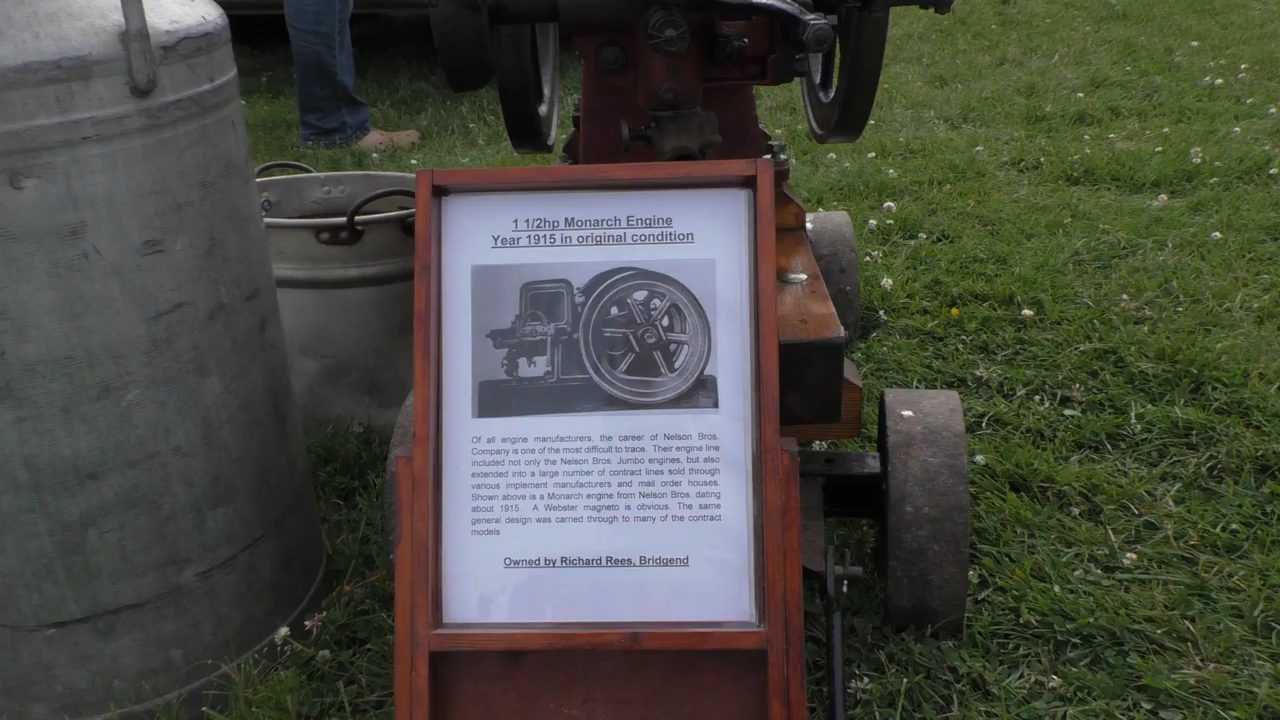 1 1/2hp Monarch Engine
Year 1915 in original condition
Of all engine manufacturers, the career of Nelson Bros.
Company is one of the most difficult to trace. Their engine line
included not only the Nelson Bros. Jumbo engines, but also
extended into a large number of contract lines sold through
various implement manufacturers and mail order houses.
Shown above is a Monarch engine from Nelson Bros. dating
about 1915. A Webster magneto is obvious. The same
general design was carried through to many of the contract
models
Owned by Richard Rees, Bridgend